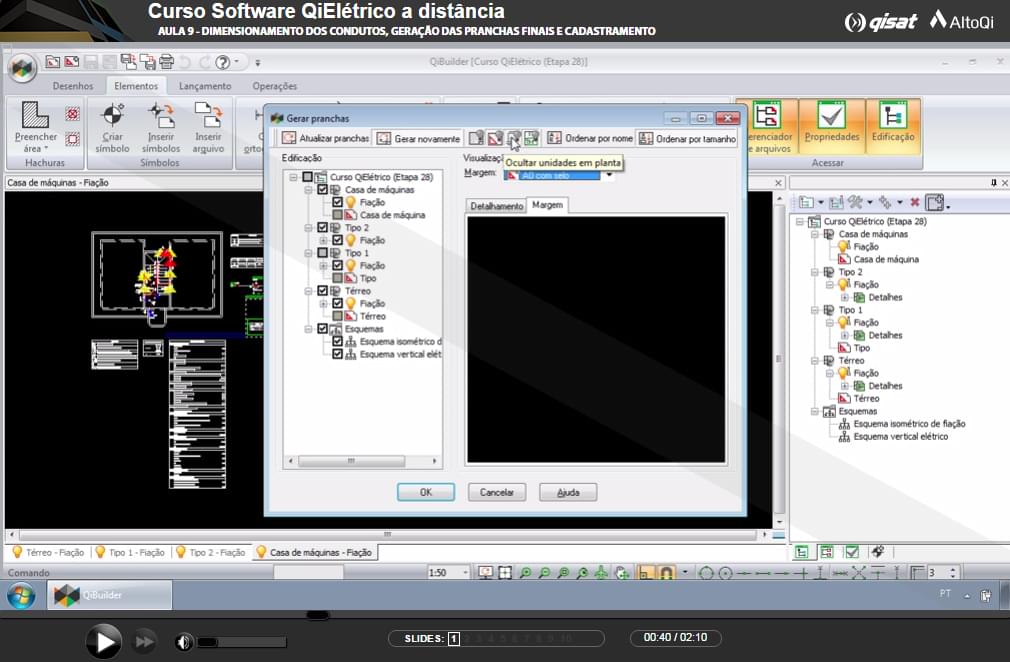 Curso Software QiElétrico a distância
AULA 9 - DIMENSIONAMENTO DOS CONDUTOS, GERAÇÃO DAS PRANCHAS FINAIS E CADASTRAMENTO
qisat AltoQi
QiBuilder [Curso QiElétrico (Etapa 28)]
Desenhos Elementos Lançamento Operações
Preencher área
Criar símbolo
Inserir símbolos
Inserir arquivo
Hachuras
Símbolos
Propriedades
Edificação
e arquivos
Acessar
Casa de máquinas - Fiação
Gerar pranchas
Atualizar pranchas Gerar novamente Ordenar por nome Ordenar por tamanho
Edificação
Ocultar unidades em planta
Margem: A0 com selo
Detalhamento Margem
Curso QiElétrico (Etapa 28)
Casa de máquinas
Fiação
Casa de máquina
Tipo 2
Fiação
Tipo 1
Fiação
Tipo
Térreo
Fiação
Térreo
Esquemas
Esquema isométrico d
Esquema vertical elét
OK Cancelar Ajuda
Curso QiElétrico (Etapa 28)
Casa de máquinas
Fiação
Casa de máquina
Tipo 2
Fiação
Detalhes
Tipo 1
Fiação
Detalhes
Tipo
Térreo
Fiação
Detalhes
Térreo
Esquemas
Esquema isométrico de fiação
Esquema vertical elétrico
Térreo - Fiação Tipo 1 - Fiação Tipo 2 - Fiação Casa de máquinas - Fiação
Comando 1:50 3
QiBuilder PT
SLIDES: 1 2 3 4 5 6 7 8 9 10 00:40 / 02:10